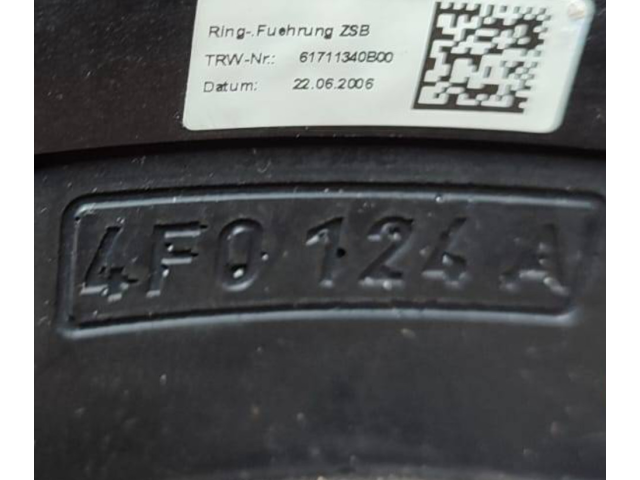 Ring-.Fuehrung ZSB
TRW-Nr.: 61711340B00
Datum: 22.06.2006
4F0 124 A